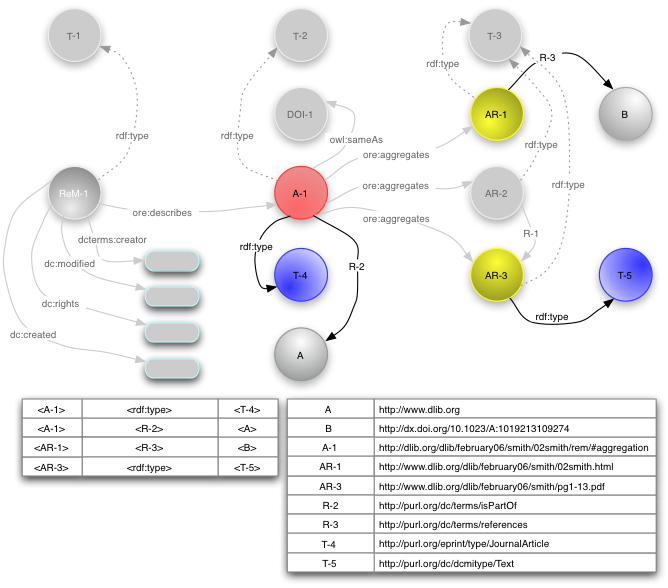 T-1
T-2
T-3
R-3
rdf:type
DOI-1
AR-1
B
rdf:type
rdf:type
owl:sameAs
rdf:type
ore:aggregates
ReM-1
A-1
ore:aggregates
AR-2
rdf:type
ore:describes
ore:aggregates
R-1
dcterms:creator
rdf:type
dc:modified
T-4
R-2
AR-3
T-5
dc:rights
rdf:type
dc:created
A
<A-1> <rdf:type> <T-4>
<A-1> <R-2> <A>
<AR-1> <R-3> <B>
<AR-3> <rdf:type> <T-5>
A http://www.dlib.org
B http://dx.doi.org/10.1023/A:1019213109274
A-1 http://dlib.org/dlib/february06/smith/02smith/rem/#aggregation
AR-1 http://www.dlib.org/dlib/february06/smith/02smith.html
AR-3 http://www.dlib.org/dlib/february06/smith/pg1-13.pdf
R-2 http://purl.org/dc/terms/isPartOf
R-3 http://purl.org/dc/terms/references
T-4 http://purl.org/eprint/type/JournalArticle
T-5 http://purl.org/dc/dcmitype/Text